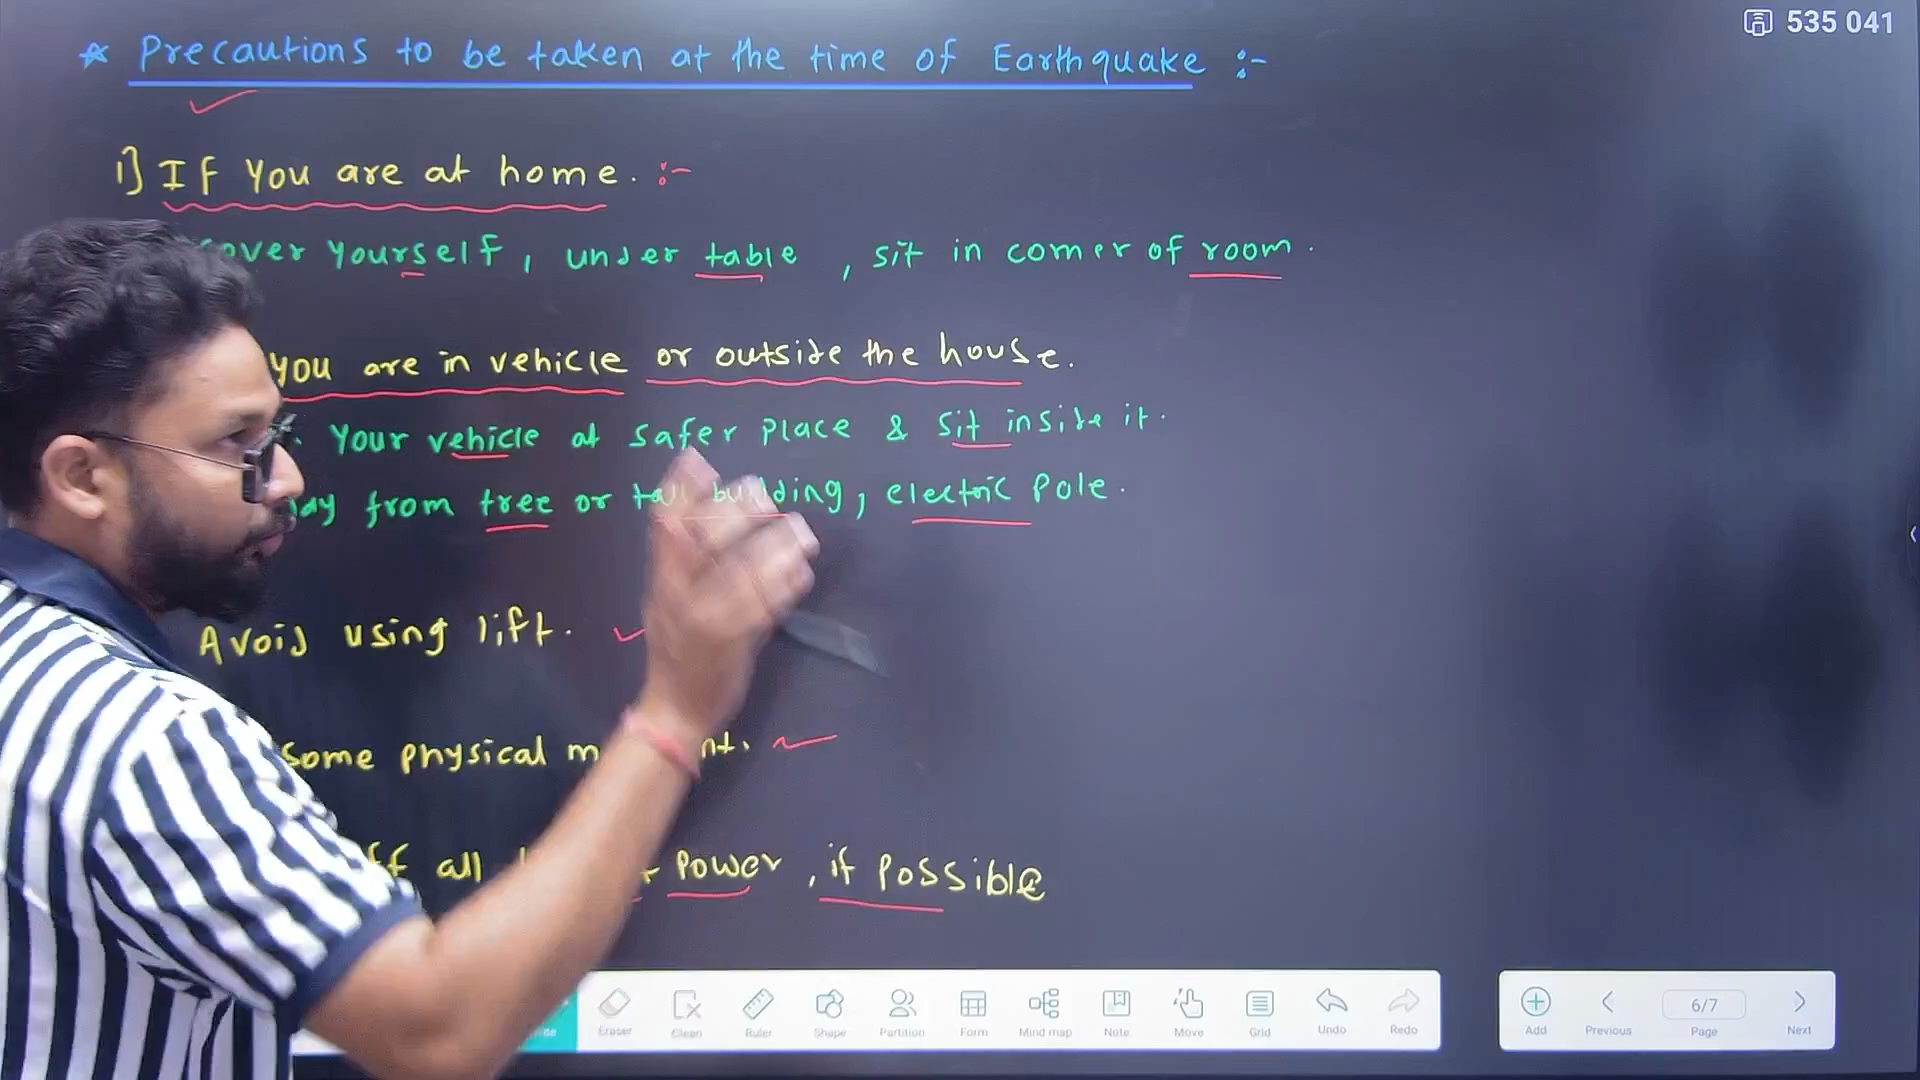 535 041
* Precautions to be taken at the time of Earthquake :-
1] If You are at home. :-
cover yourself, under table, sit in corner of room.
you are in vehicle or outside the house.
Your vehicle at safer place & sit inside it.
from tree or tall building, electric pole.
Avoid using lift.
some physical
all power, if possible
Eraser Clean Ruler Shape Partition Form Mind map Note Move Grid Undo Redo
Add Previous 6/7 Page Next